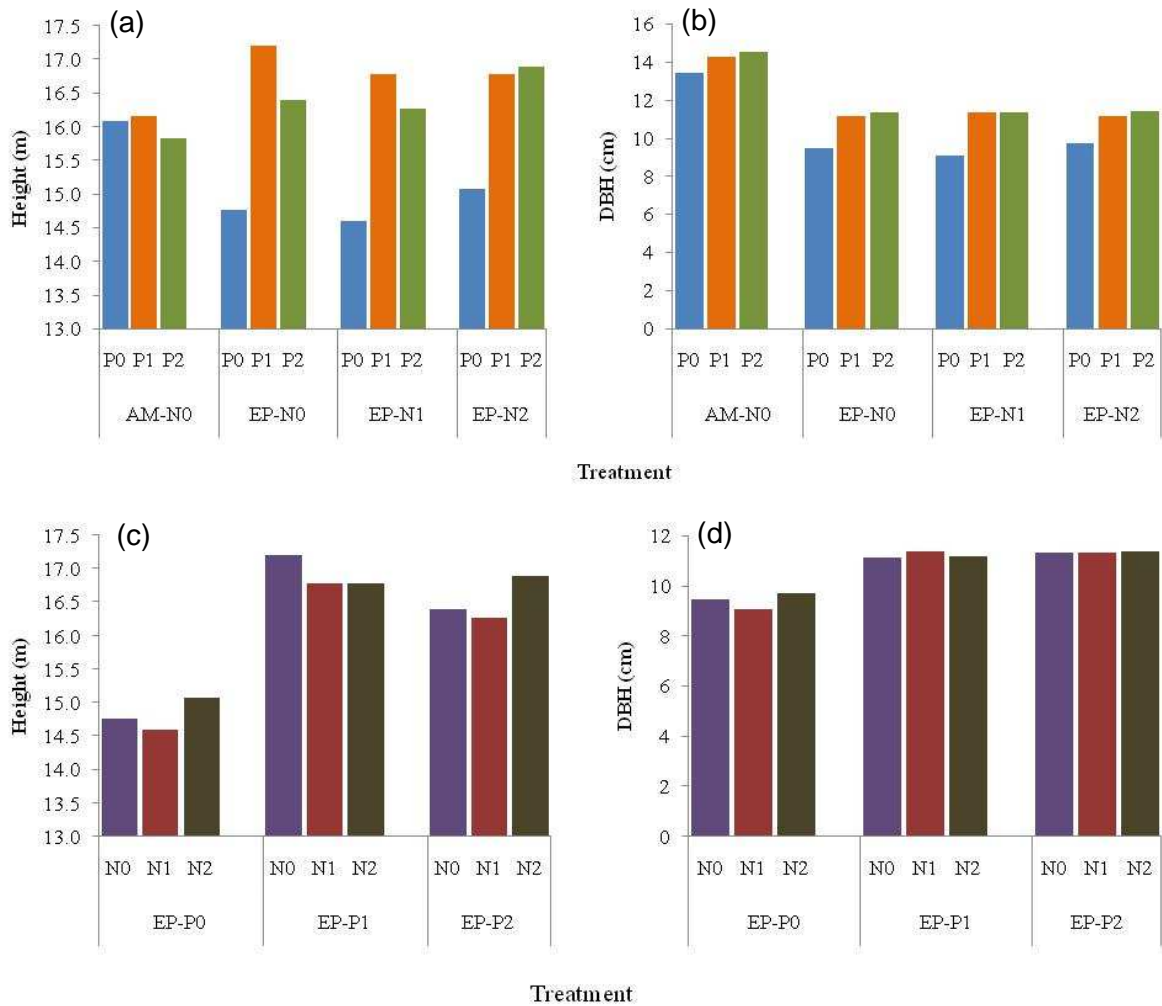 (a)
Height (m)
17.5
17.0
16.5
16.0
15.5
15.0
14.5
14.0
13.5
13.0
P0 P1 P2 P0 P1 P2 P0 P1 P2 P0 P1 P2
AM-N0 EP-N0 EP-N1 EP-N2
(b)
DBH (cm)
16
14
12
10
8
6
4
2
0
P0 P1 P2 P0 P1 P2 P0 P1 P2 P0 P1 P2
AM-N0 EP-N0 EP-N1 EP-N2
Treatment
(c)
Height (m)
17.5
17.0
16.5
16.0
15.5
15.0
14.5
14.0
13.5
13.0
N0 N1 N2 N0 N1 N2 N0 N1 N2
EP-P0 EP-P1 EP-P2
(d)
DBH (cm)
12
10
8
6
4
2
0
N0 N1 N2 N0 N1 N2 N0 N1 N2
EP-P0 EP-P1 EP-P2
Treatment